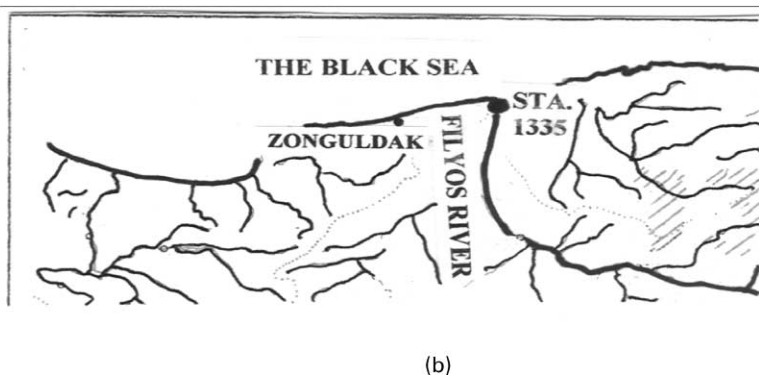 THE BLACK SEA
STA.
1335
ZONGULDAK
FILYOS RIVER
(b)